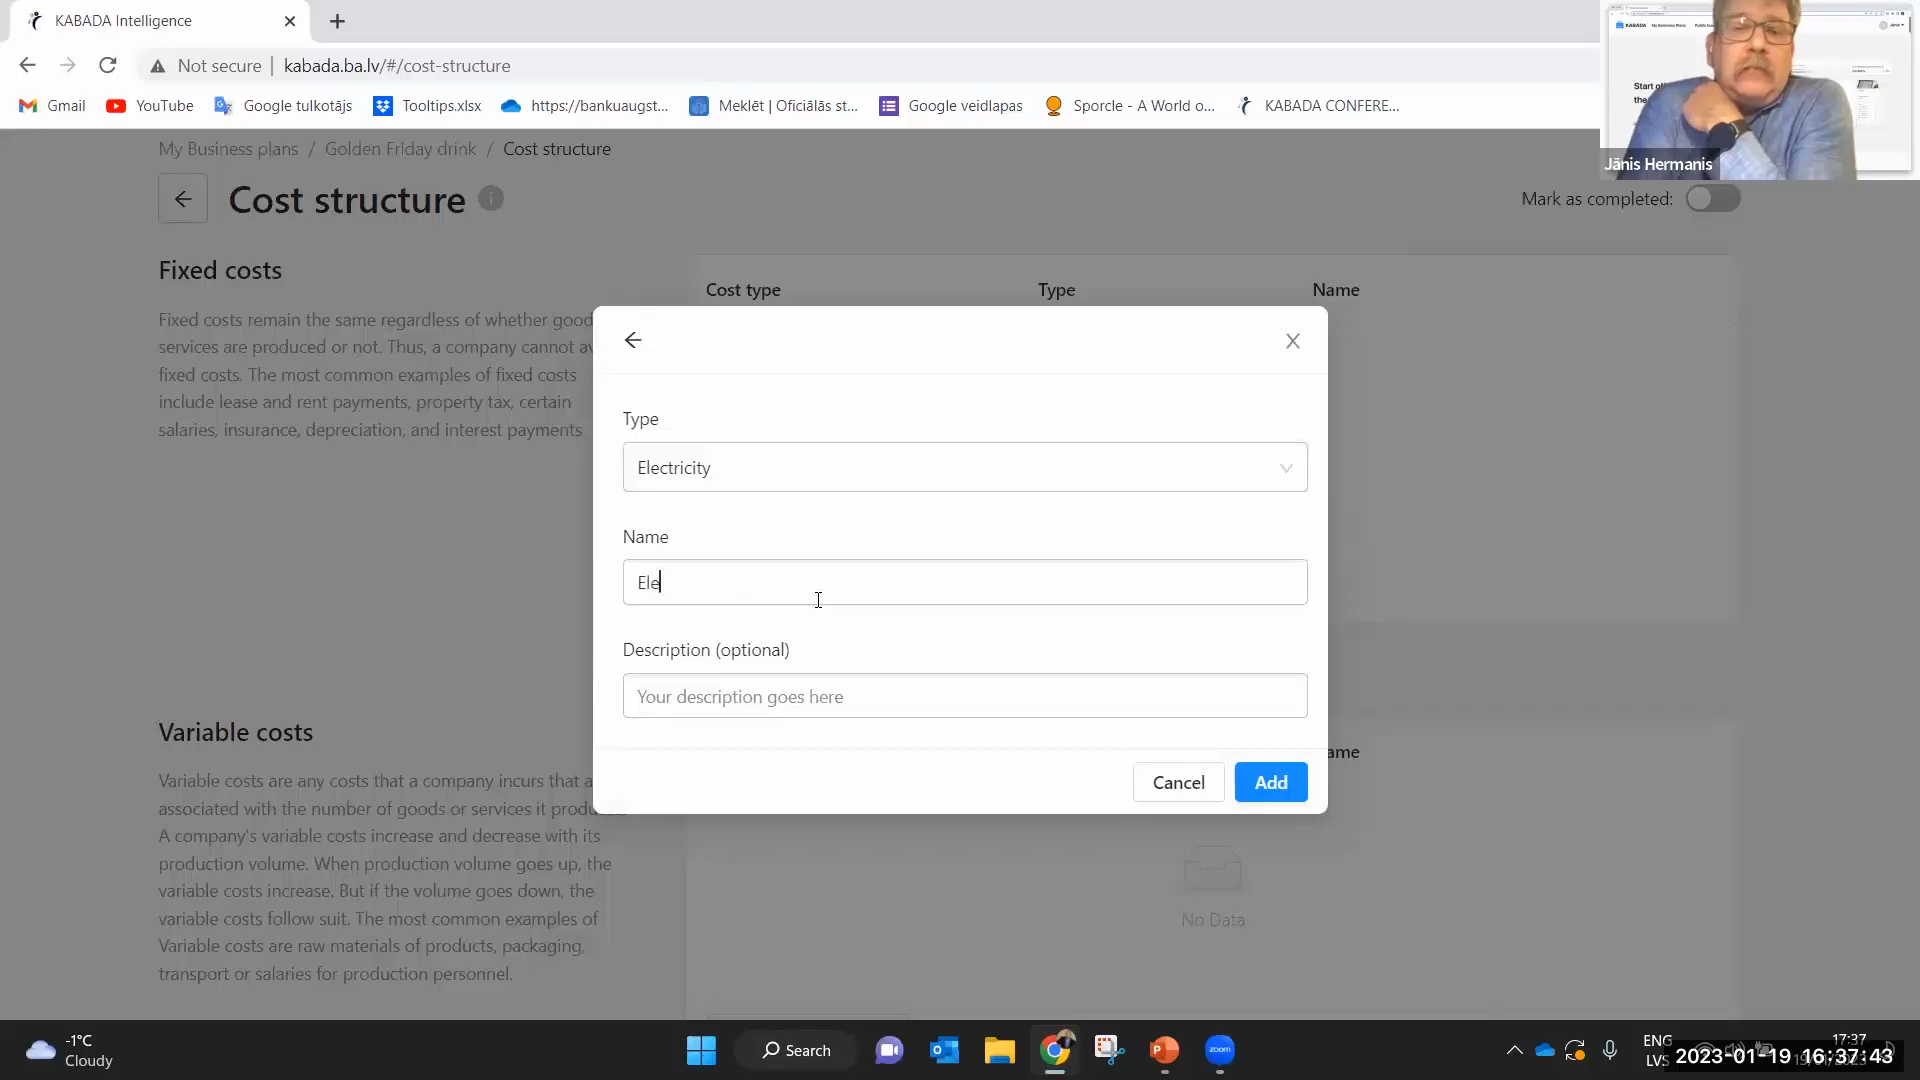 KABADA Intelligence
Not secure
kabada.ba.lv/#/cost-structure
Gmail
YouTube
Google tulkotājs
Tooltips.xlsx
https://bankuaugst...
Meklēt | Oficiālās st...
Google veidlapas
Sporcle - A World o...
KABADA CONFERE...
My Business plans / Golden Friday drink / Cost structure
Jānis Hermanis
Cost structure
Mark as completed:
Fixed costs
Cost type
Type
Name
Fixed costs remain the same regardless of whether good
services are produced or not. Thus, a company cannot av
fixed costs. The most common examples of fixed costs
include lease and rent payments, property tax, certain
salaries, insurance, depreciation, and interest payments
Type
Electricity
Name
Ele
Description (optional)
Your description goes here
Cancel
Add
Variable costs
ame
Variable costs are any costs that a company incurs that a
associated with the number of goods or services it produ
A company's variable costs increase and decrease with its
production volume. When production volume goes up, the
variable costs increase. But if the volume goes down, the
variable costs follow suit. The most common examples of
Variable costs are raw materials of products, packaging,
transport or salaries for production personnel.
No Data
-1°C
Cloudy
Search
zoom
ENG
LVS
17:37
2023-01-19 16:37:43